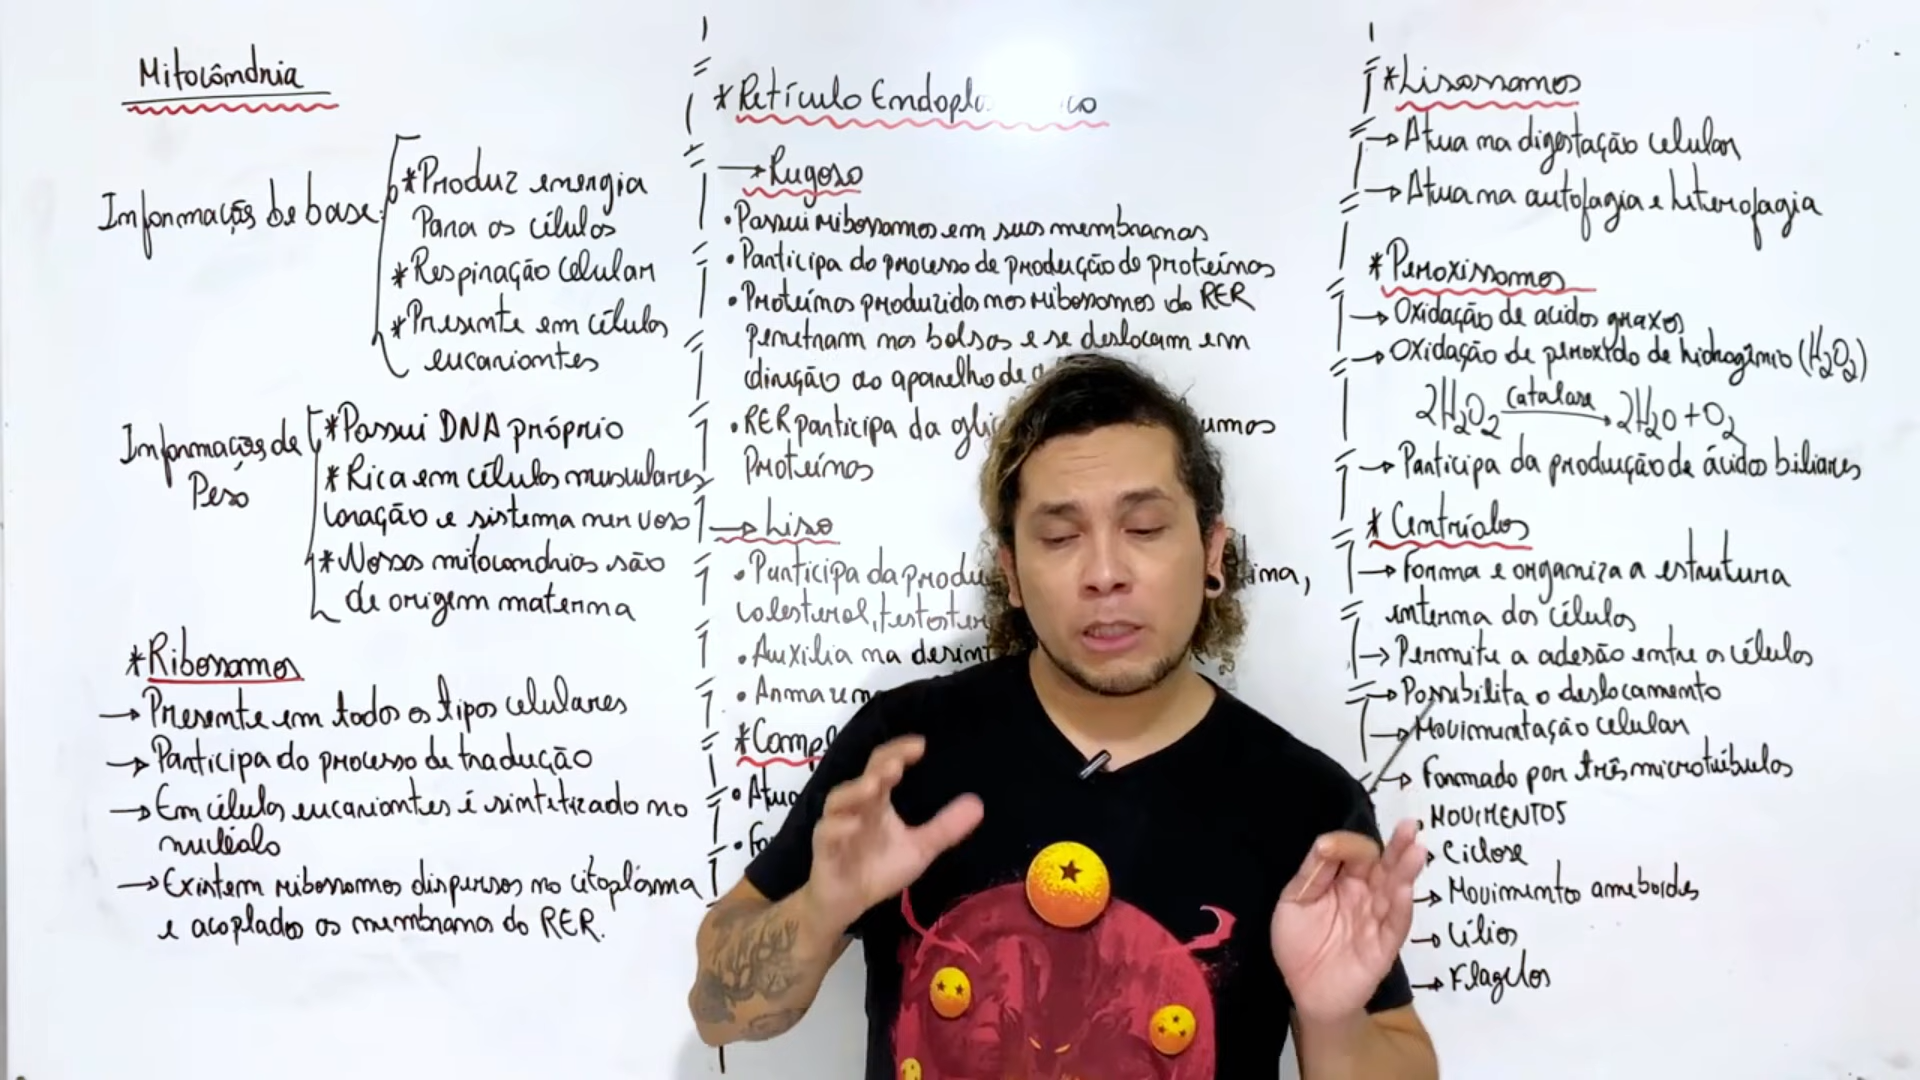 Mitocôndria
Informações de base:
*Produz energia
Para as células
*Respiração celular
*Presente em células
eucariontes
Informações de
Peso
*Possui DNA próprio
*Rica em células musculares
coração e sistema nervoso
*Nossas mitocondrias são
de origem materna
*Ribossomos
→ Presente em todos os tipos celulares
→ Participa do processo de tradução
→ Em células eucariontes é sintetizado no
nucléolo
→ Existem ribossomos dispersos no citoplasma
e acoplados as membrana do RER.
*Retículo
→ Rugoso
• Possui ribossomos em suas membranas
• Participa do processo de produção de proteínas
• Proteínas produzidas nos ribossomos do RER
penetram nas bolsas e se deslocam em
direção ao aparelho de
• RER participa da
Proteínas
→ Liso
• Participa da
colesterol,
• Auxilia na
•
• Atua
*Lisossomos
→ Atua na digestação celular
→ Atua na autofagia e heterofagia
*Peroxissomos
→ Oxidação de acidos graxos
→ Oxidação de peroxido de hidrogênio (H₂O₂)
2H₂O₂ catalase→ 2H₂O + O₂
→ Participa da produção de ácidos biliares
* Centríolos
→ Forma e organiza a estrutura
interna das células
→ Permite a adesão entre as células
→ Possibilita o deslocamento
→ Movimentação celular
→ Formado por três microtúbulos
• MOVIMENTOS
→ Ciclose
→ Movimento ameboides
→ Cílios
→ Flagelos